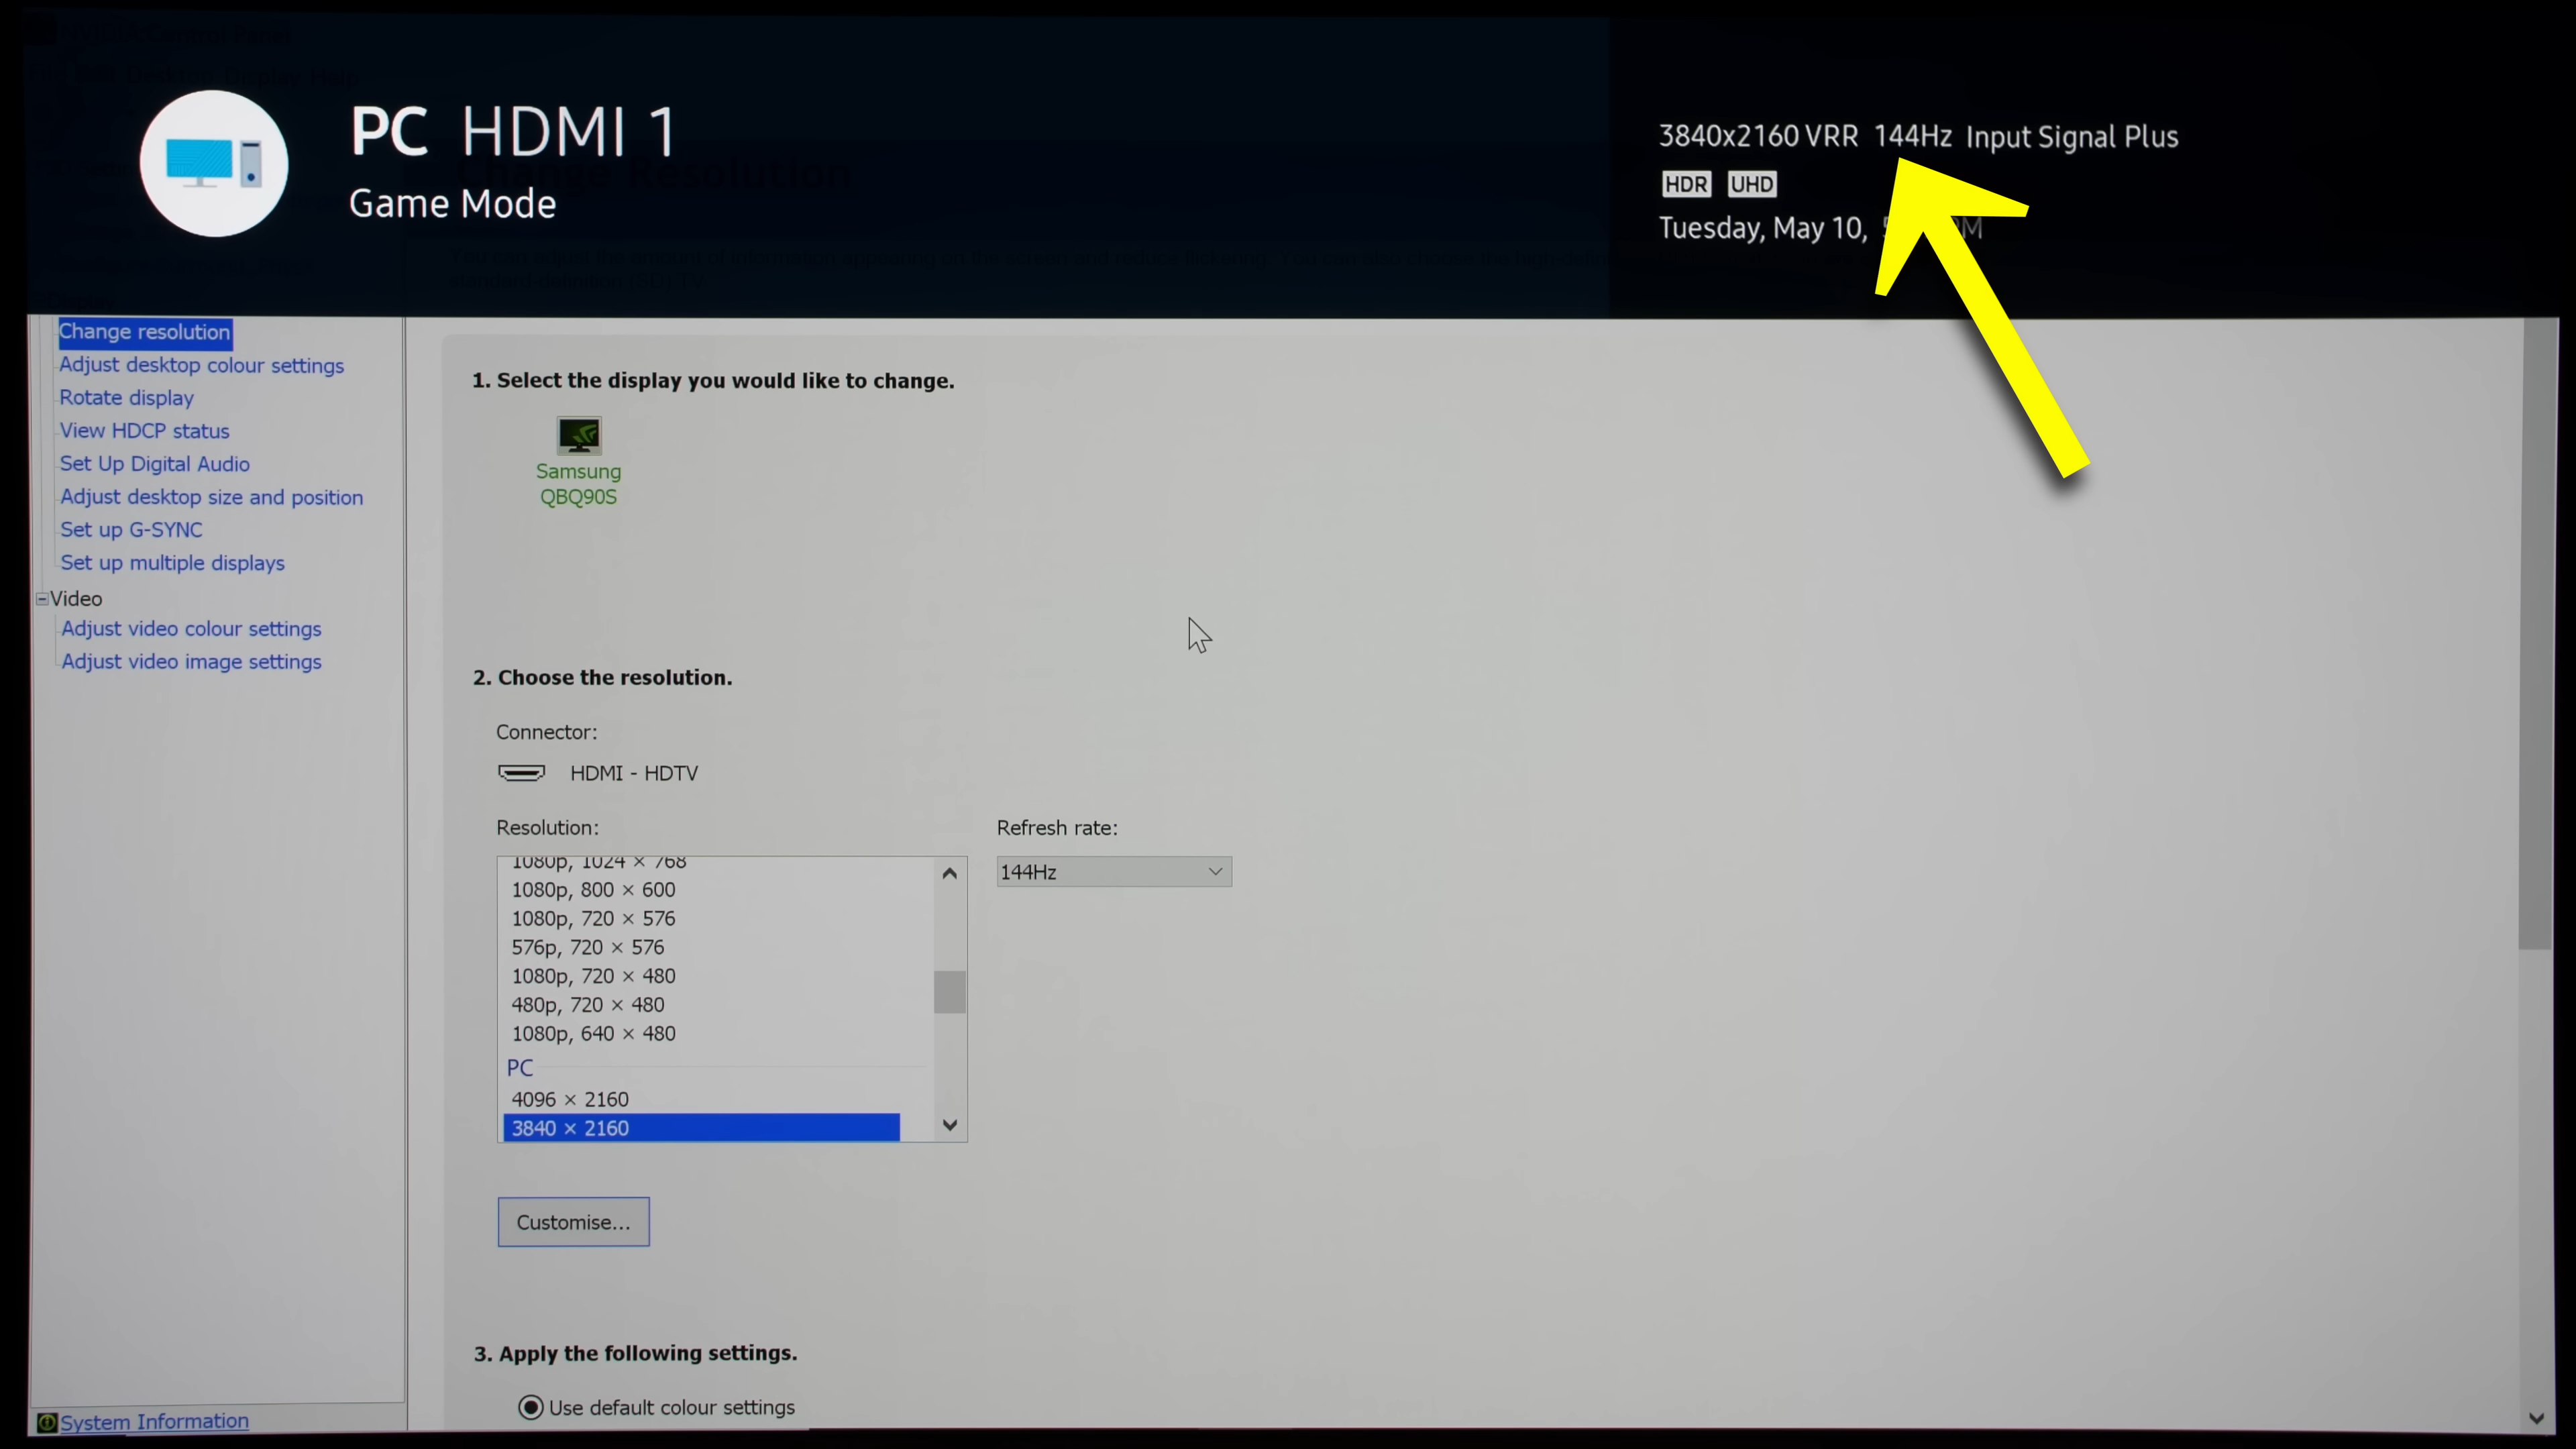 PC HDMI 1
Game Mode
3840x2160 VRR 144Hz Input Signal Plus
HDR UHD
Tuesday, May 10,
Change Resolution
Change resolution
Adjust desktop colour settings
Rotate display
View HDCP status
Set Up Digital Audio
Adjust desktop size and position
Set up G-SYNC
Set up multiple displays
Video
Adjust video colour settings
Adjust video image settings
System Information
1. Select the display you would like to change.
Samsung
QBQ90S
2. Choose the resolution.
Connector:
HDMI - HDTV
Resolution:
Refresh rate:
1080p, 1024 × 768
1080p, 800 × 600
1080p, 720 × 576
576p, 720 × 576
1080p, 720 × 480
480p, 720 × 480
1080p, 640 × 480
PC
4096 × 2160
3840 × 2160
144Hz
Customise...
3. Apply the following settings.
Use default colour settings